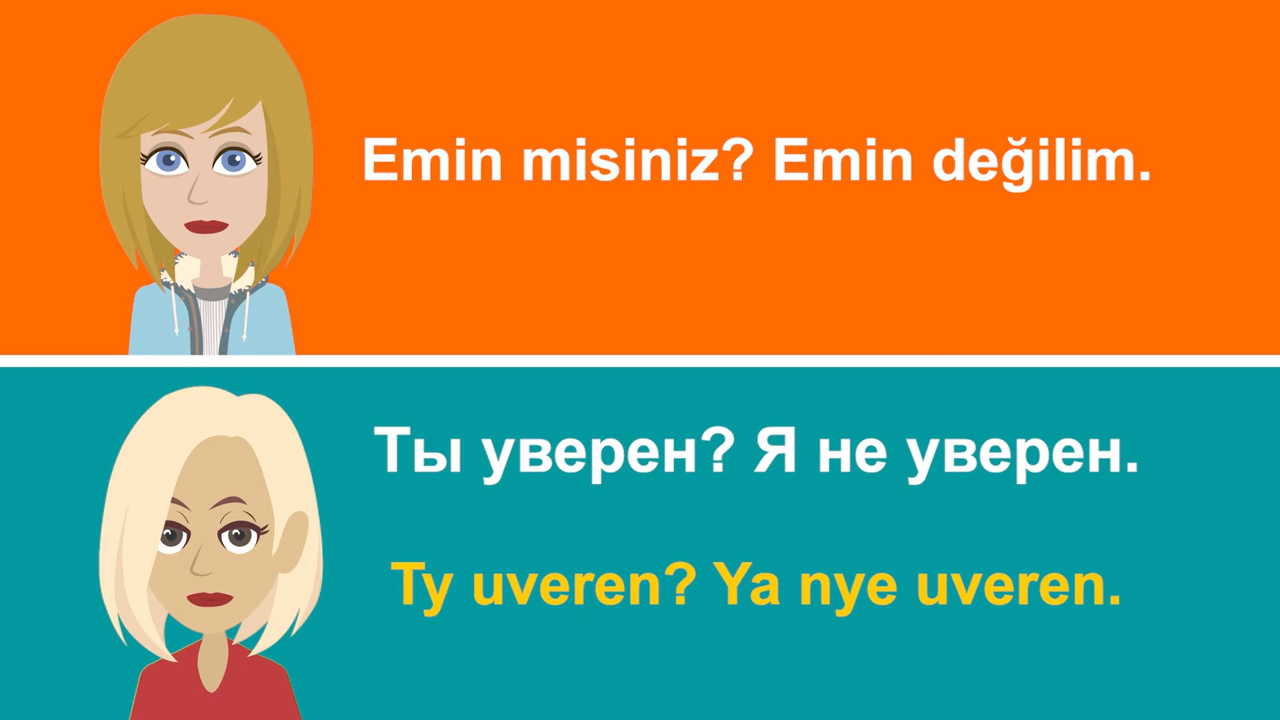 Emin misiniz? Emin değilim.
Ты уверен? Я не уверен.
Ty uveren? Ya nye uveren.